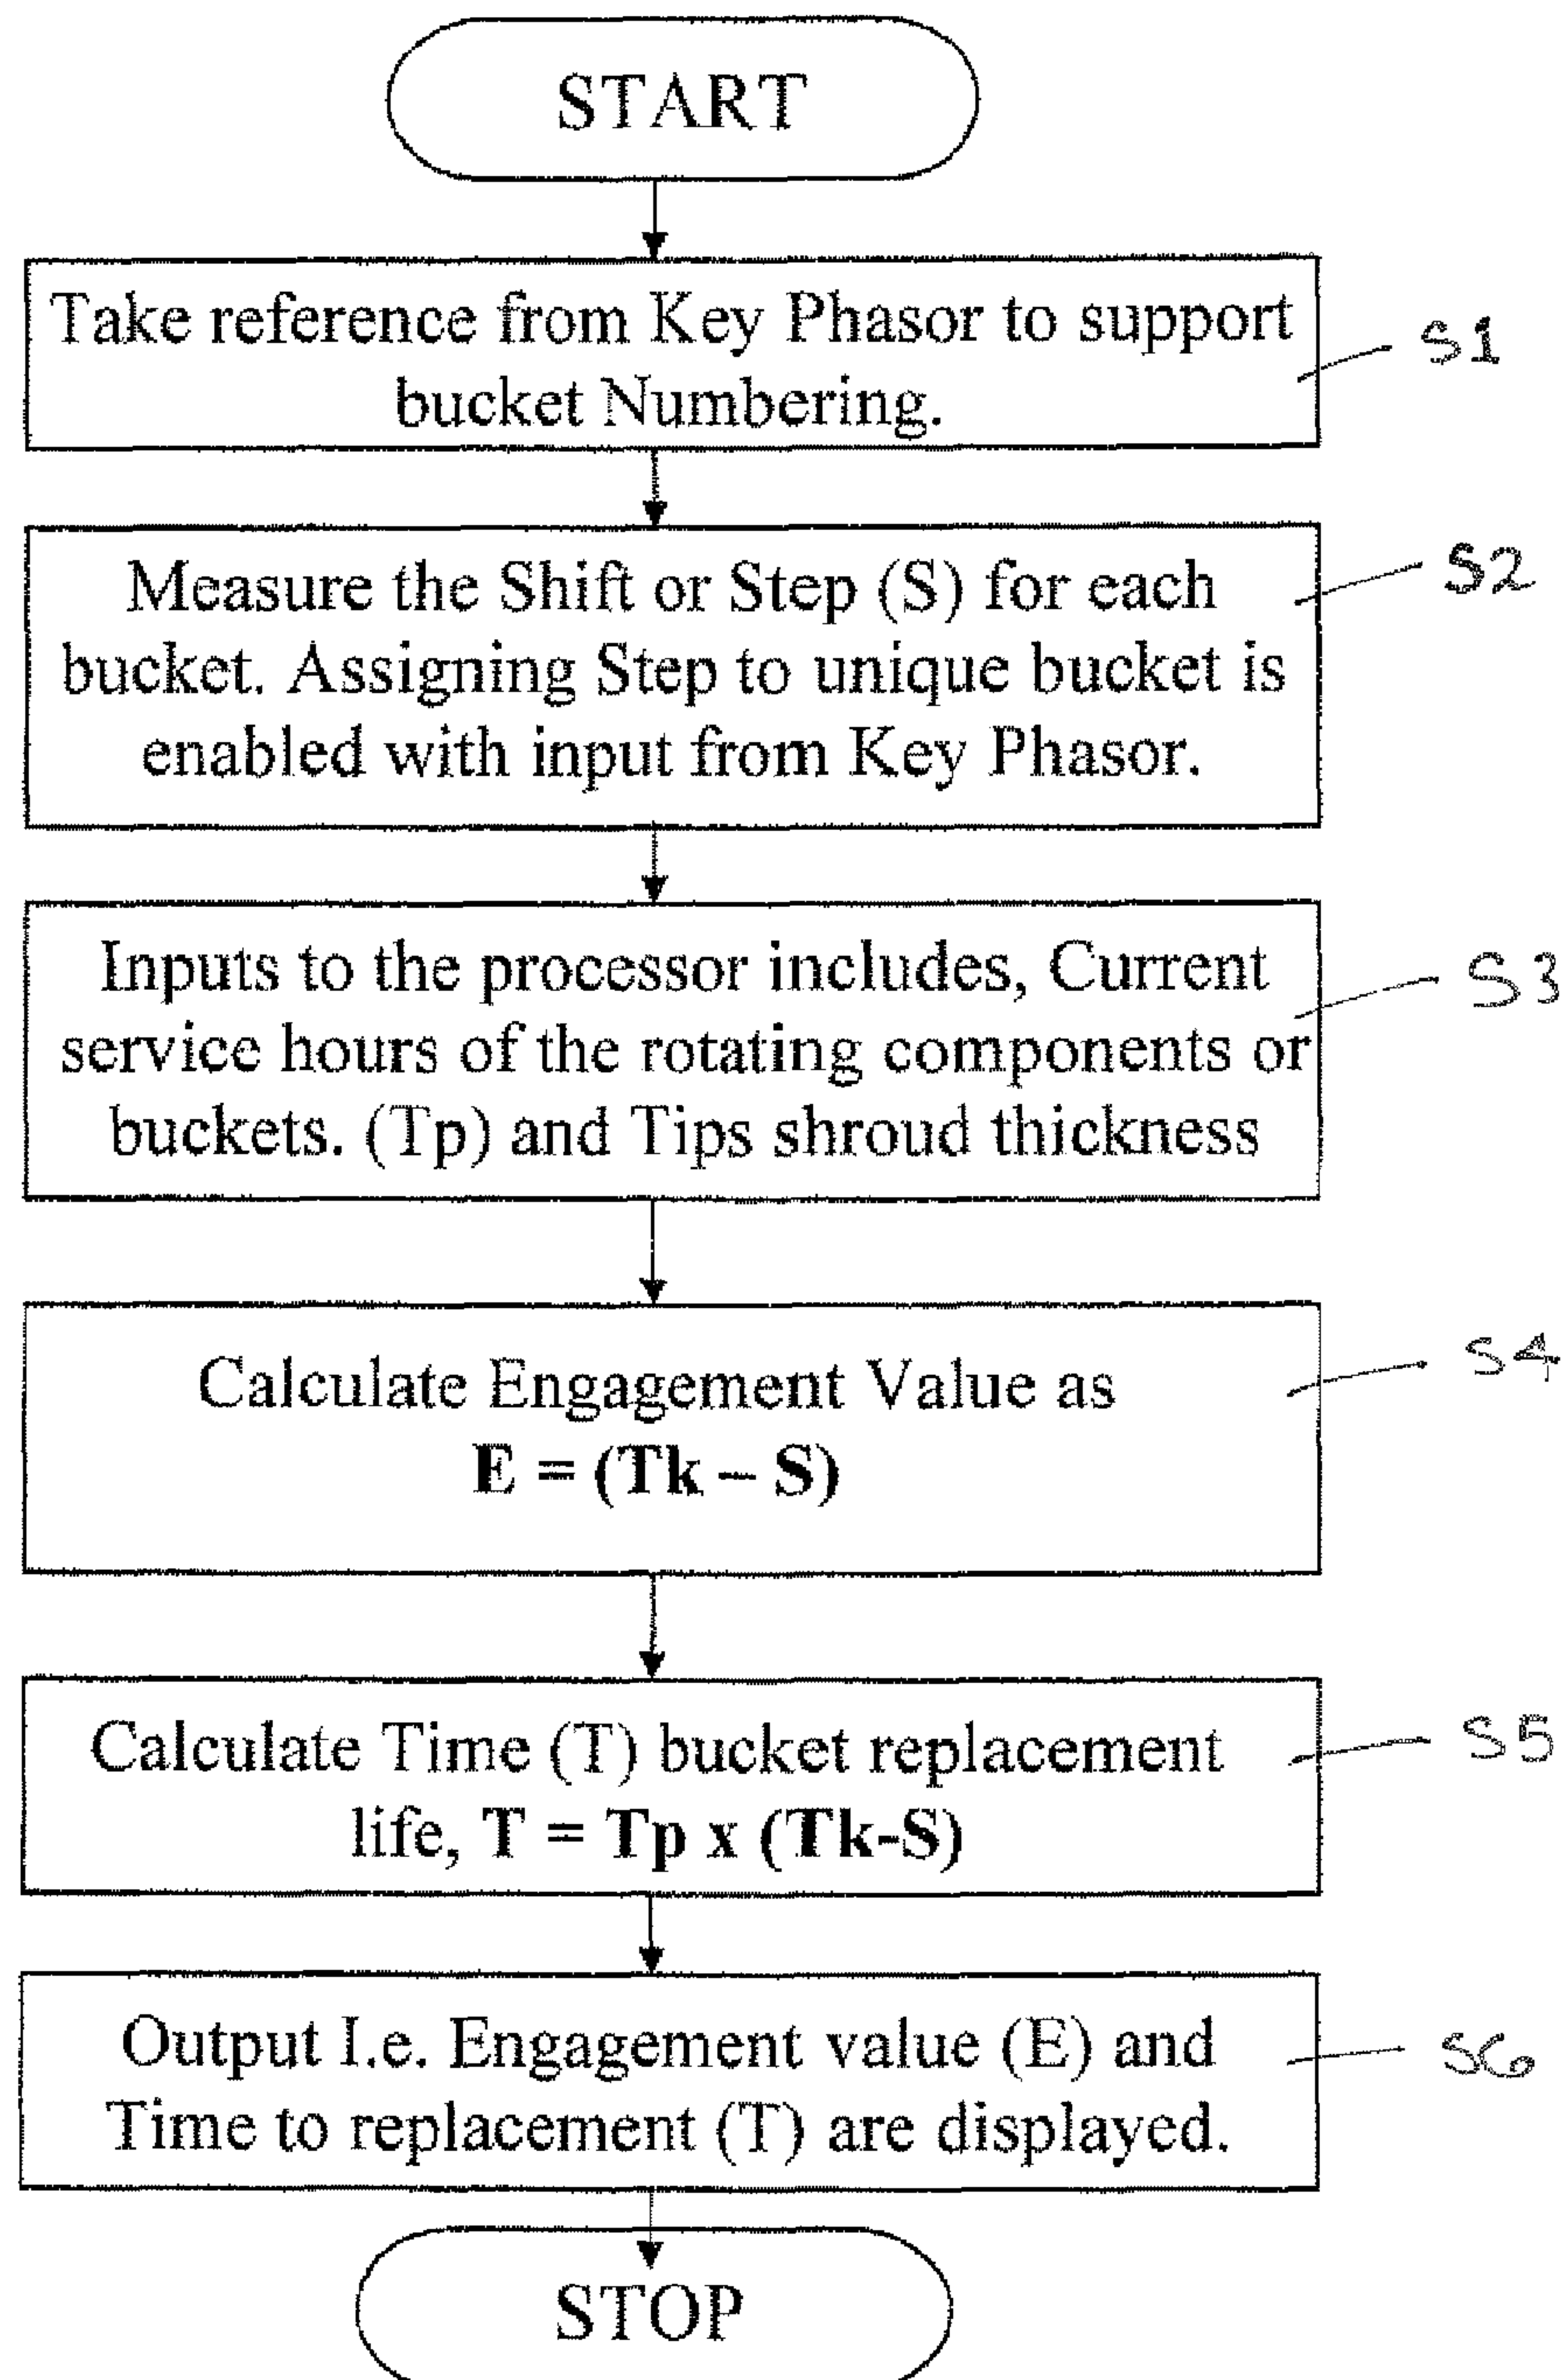 START
Take reference from Key Phasor to support
bucket Numbering.
S1
Measure the Shift or Step (S) for each
bucket. Assigning Step to unique bucket is
enabled with input from Key Phasor.
S2
Inputs to the processor includes, Current
service hours of the rotating components or
buckets. (Tp) and Tips shroud thickness
S3
Calculate Engagement Value as
E = (Tk – S)
S4
Calculate Time (T) bucket replacement
life, T = Tp x (Tk-S)
S5
Output I.e. Engagement value (E) and
Time to replacement (T) are displayed.
S6
STOP